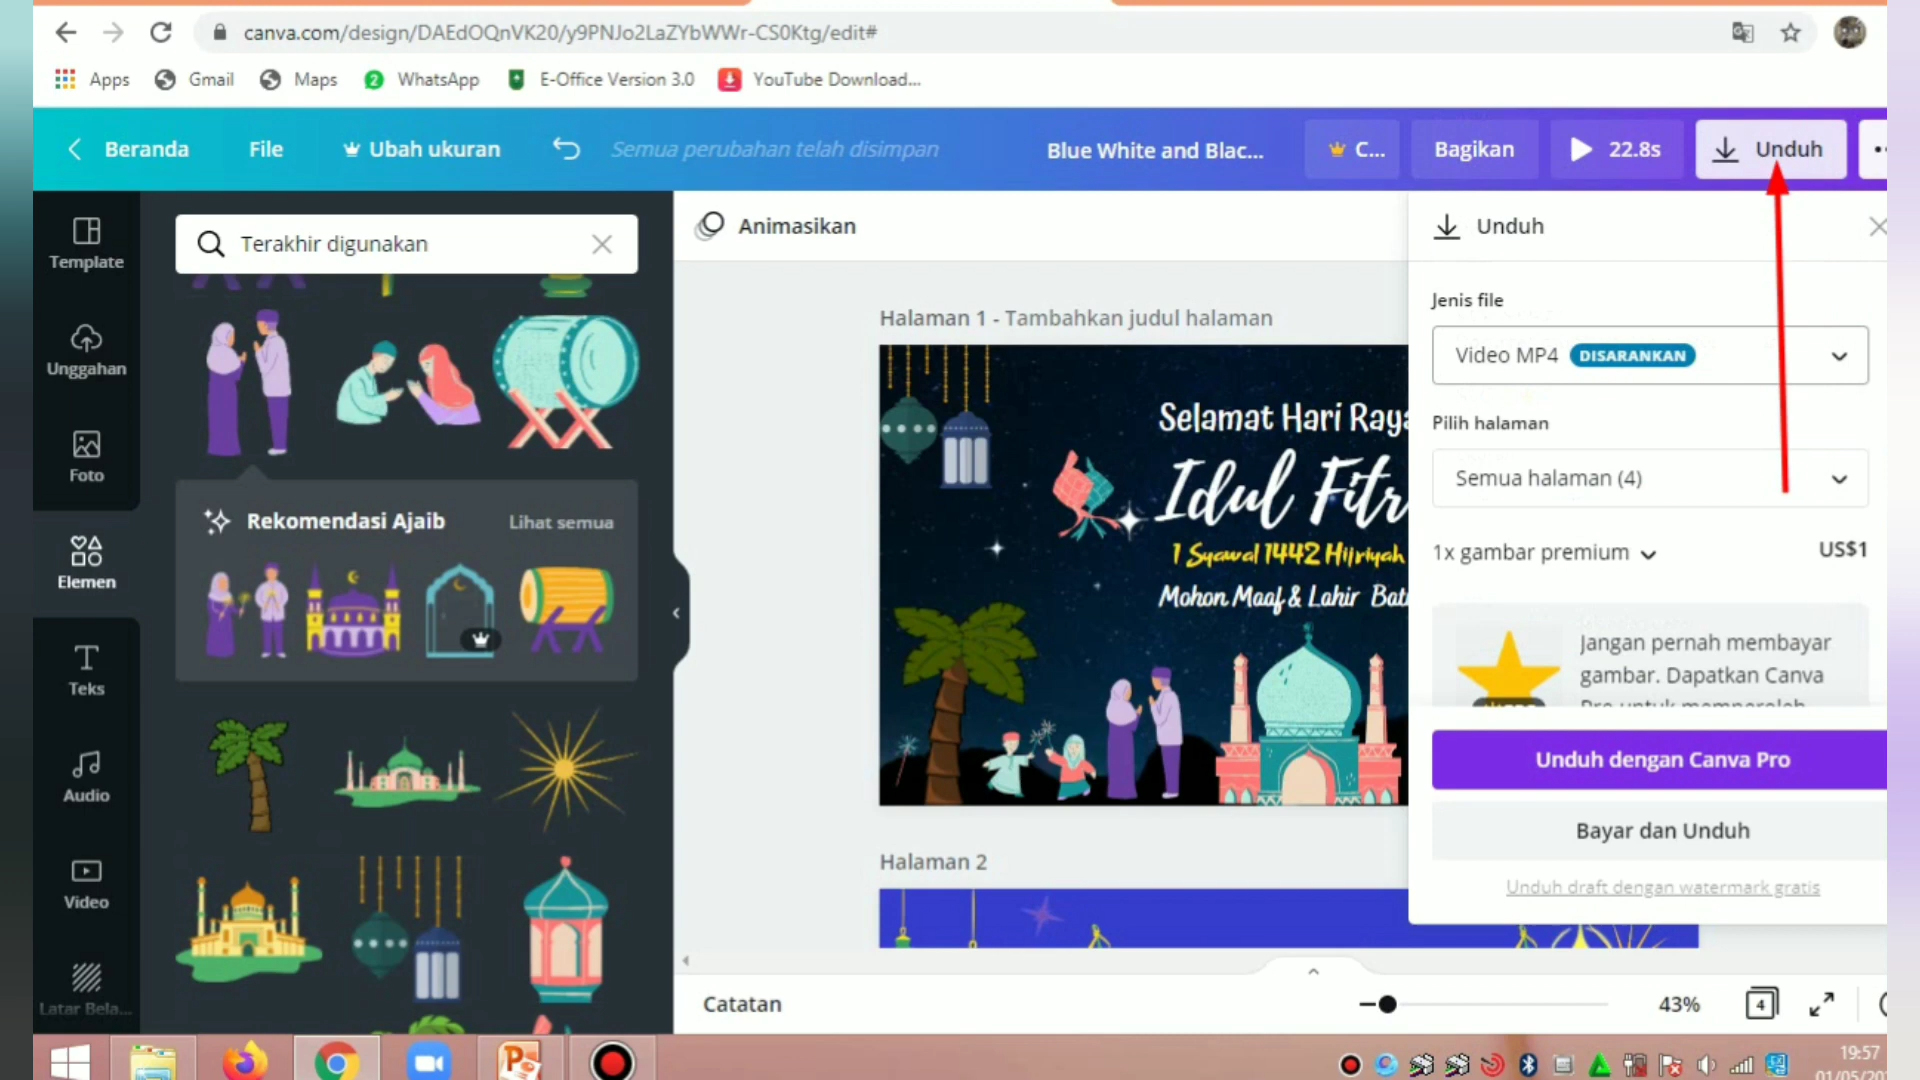 canva.com/design/DAEdOQnVK20/y9PNJo2LaZYbWWr-CS0Ktg/edit#
Apps Gmail Maps WhatsApp E-Office Version 3.0 YouTube Download...
Beranda File Ubah ukuran Semua perubahan telah disimpan Blue White and Blac... C... Bagikan 22.8s Unduh
Template
Unggahan
Foto
Elemen
Teks
Audio
Video
Latar Bela...
Terakhir digunakan
Rekomendasi Ajaib Lihat semua
Animasikan
Halaman 1 - Tambahkan judul halaman
Selamat Hari Raya
Idul Fitr
1 Syawal 1442 Hijriyah
Mohon Maaf & Lahir Bat
Halaman 2
Unduh
Jenis file
Video MP4 DISARANKAN
Pilih halaman
Semua halaman (4)
1x gambar premium US$1
Jangan pernah membayar
gambar. Dapatkan Canva
Pro untuk memperoleh
Unduh dengan Canva Pro
Bayar dan Unduh
Unduh draft dengan watermark gratis
Catatan 43% 4
19:57